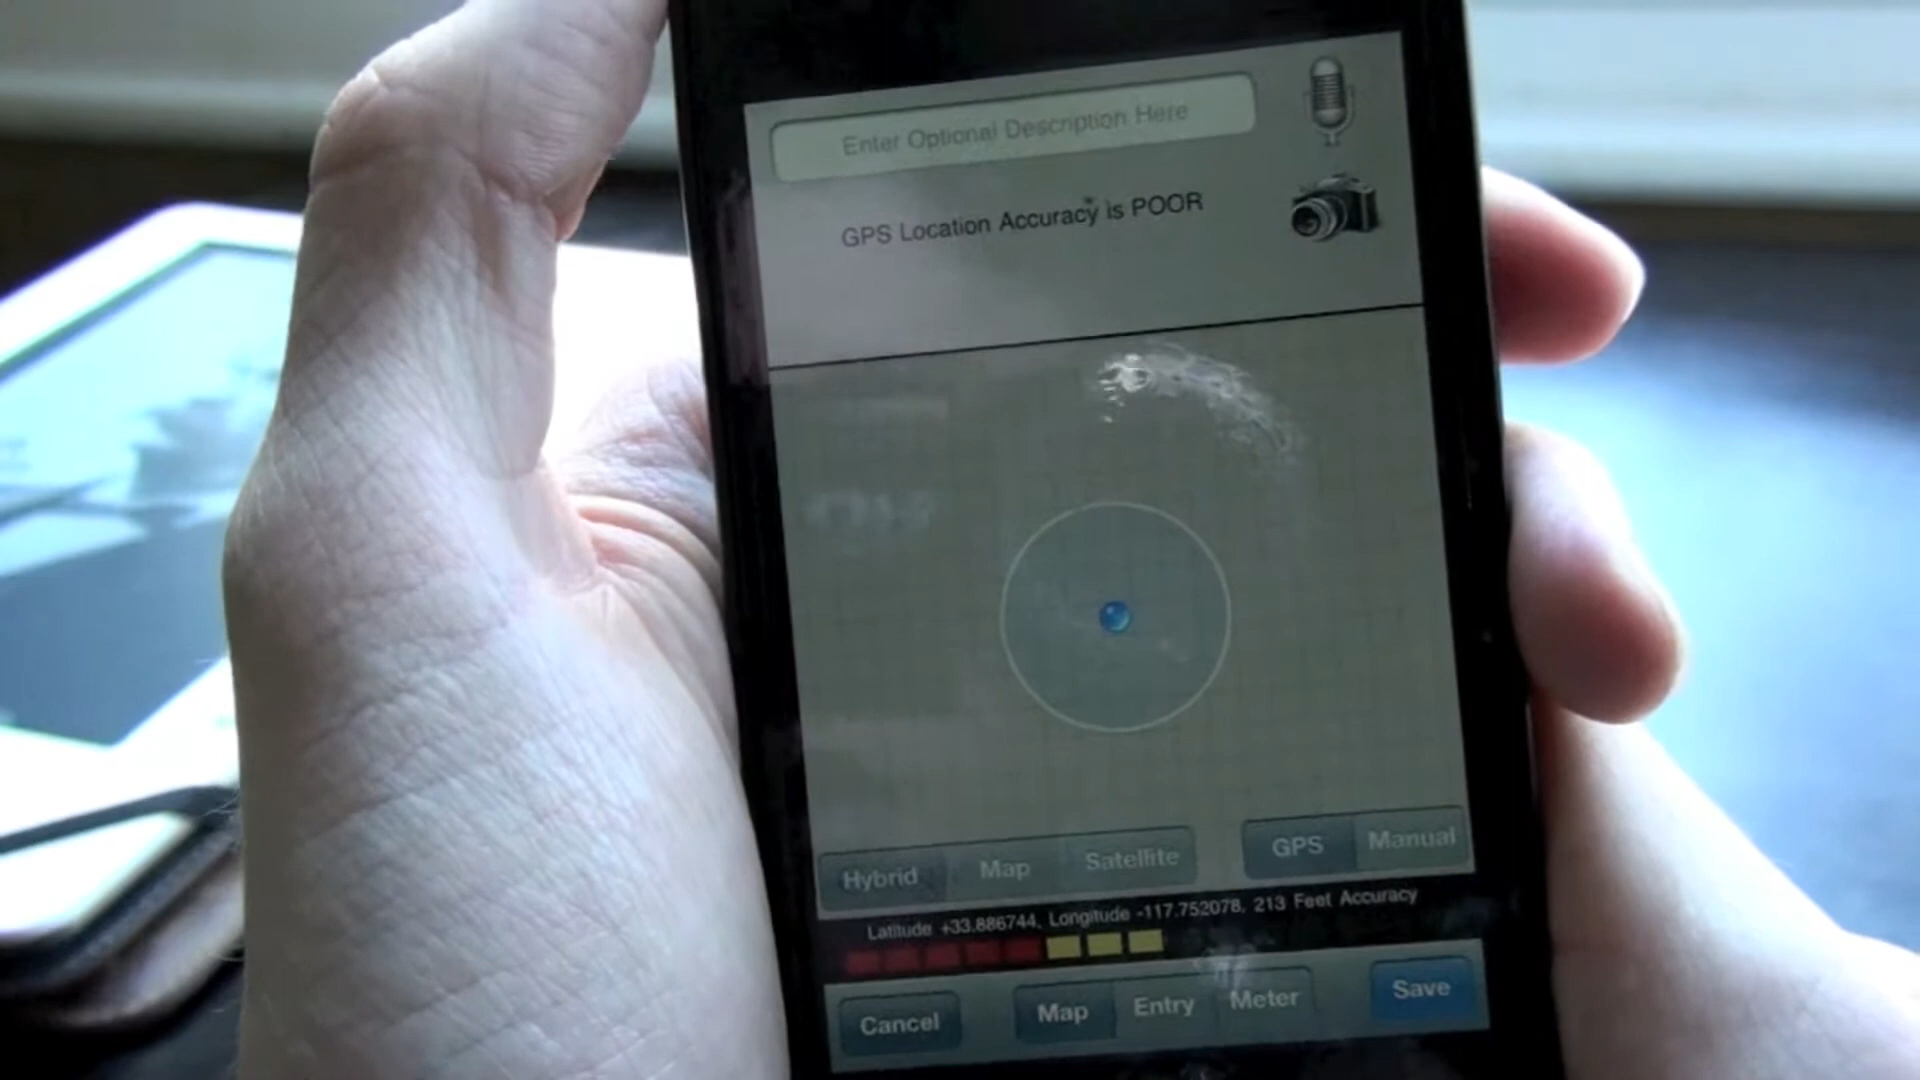 Enter Optional Description Here
GPS Location Accuracy is POOR
Hybrid Map Satellite GPS Manual
Latitude +33.886744, Longitude -117.752078, 213 Feet Accuracy
Cancel Map Entry Meter Save